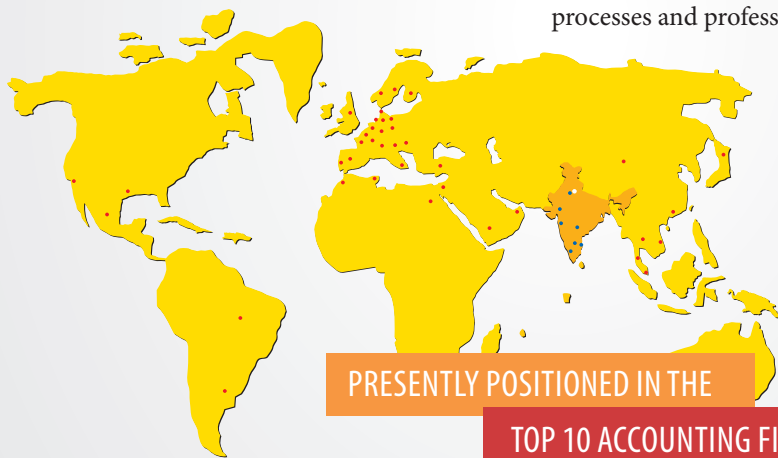 processes and profess
PRESENTLY POSITIONED IN THE
TOP 10 ACCOUNTING FI